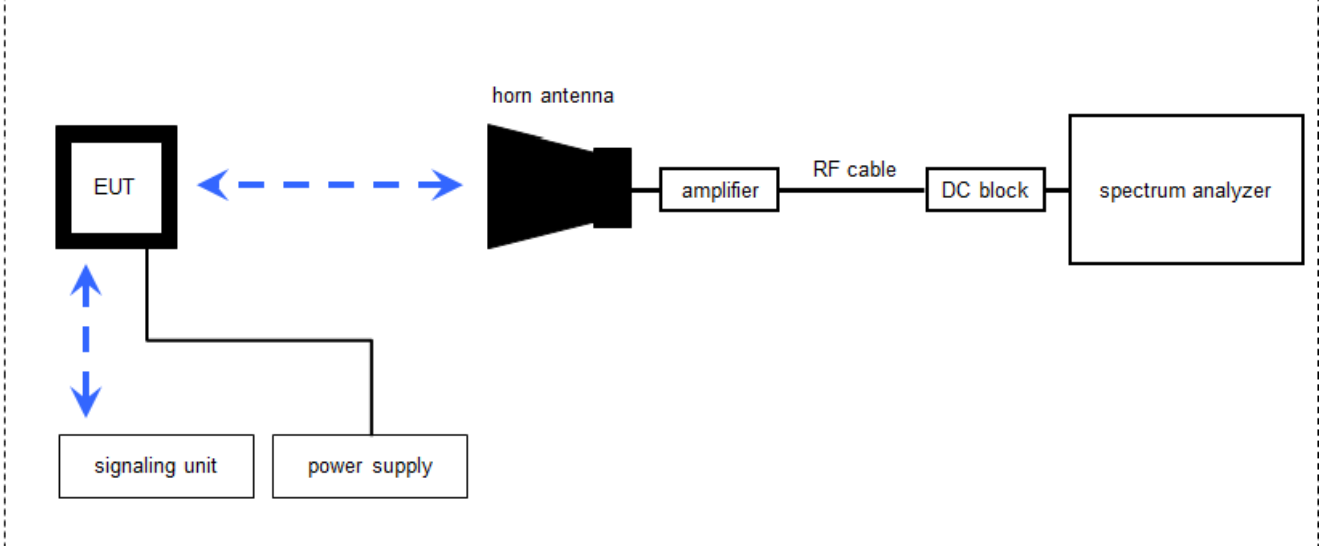 horn antenna
EUT
amplifier
RF cable
DC block
spectrum analyzer
signaling unit
power supply